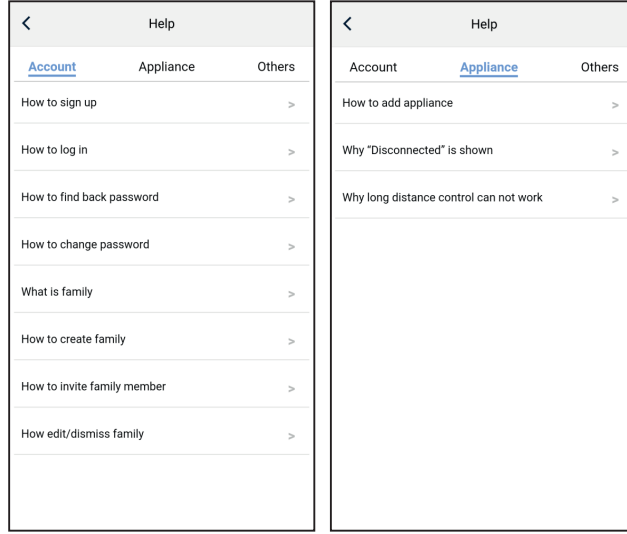 Help
Account Appliance Others
How to sign up >
How to log in >
How to find back password >
How to change password >
What is family >
How to create family >
How to invite family member >
How edit/dismiss family >
Help
Account Appliance Others
How to add appliance >
Why “Disconnected” is shown >
Why long distance control can not work >